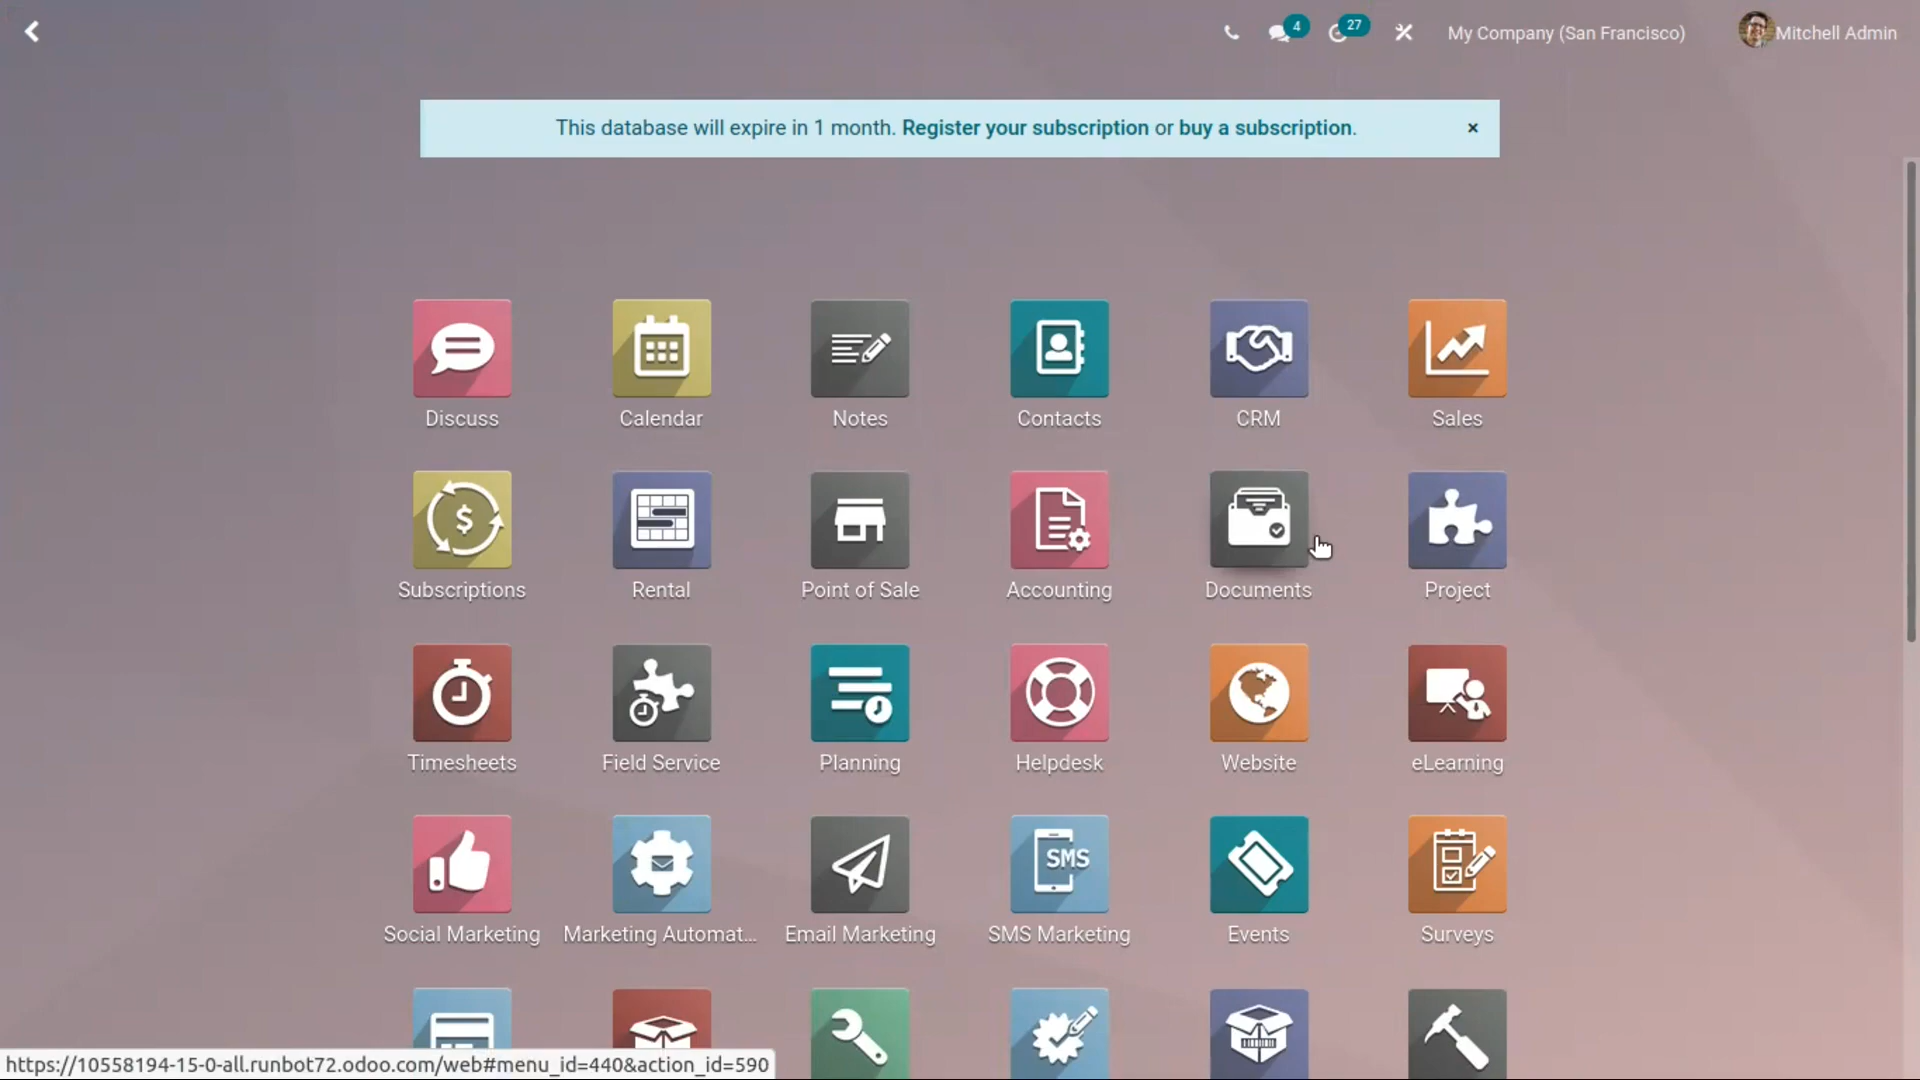 4
27
My Company (San Francisco)
Mitchell Admin
This database will expire in 1 month. Register your subscription or buy a subscription.
×
Discuss
Calendar
Notes
Contacts
CRM
Sales
$
Subscriptions
Rental
Point of Sale
Accounting
Documents
Project
Timesheets
Field Service
Planning
Helpdesk
Website
eLearning
SMS
Social Marketing
Marketing Automat...
Email Marketing
SMS Marketing
Events
Surveys
https://10558194-15-0-all.runbot72.odoo.com/web#menu_id=440&action_id=590